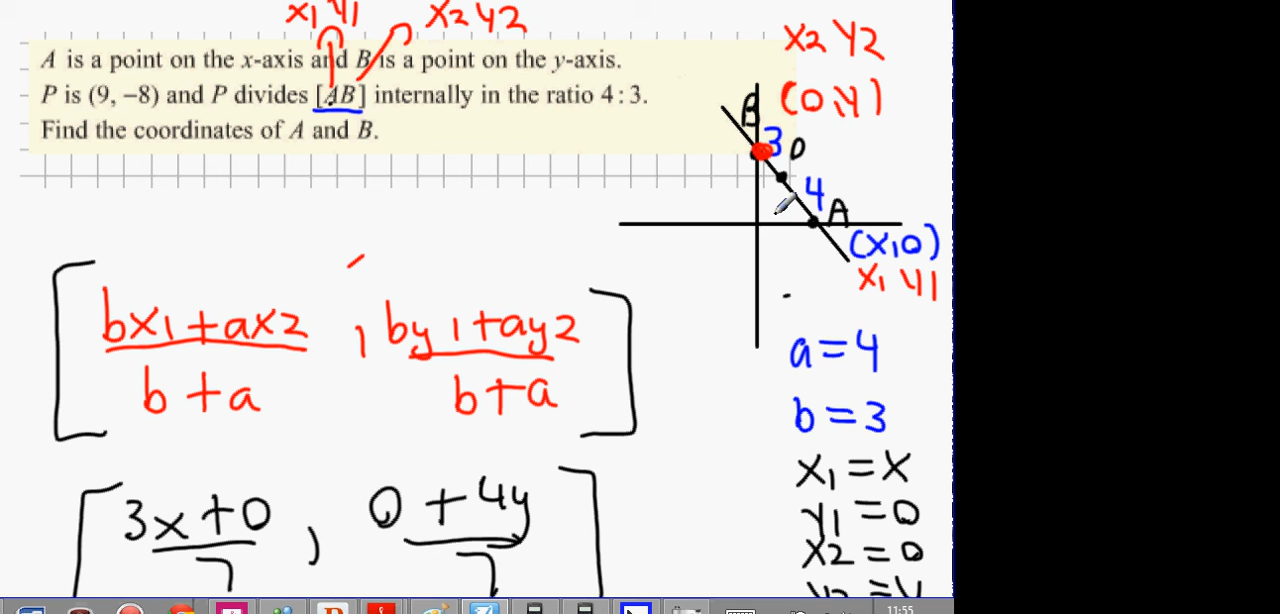 x1 y1
x2 y2
A is a point on the x-axis and B is a point on the y-axis.
P is (9, −8) and P divides [AB] internally in the ratio 4 : 3.
Find the coordinates of A and B.
x2 y2
(0,y)
B
3
P
4
A
(x,0)
x1 y1
bx1+ax2 , by1+ay2
b+a b+a
a=4
b=3
x1=x
y1=0
x2=0
y2=y
3x+0 , 0+4y
7 7
11:55